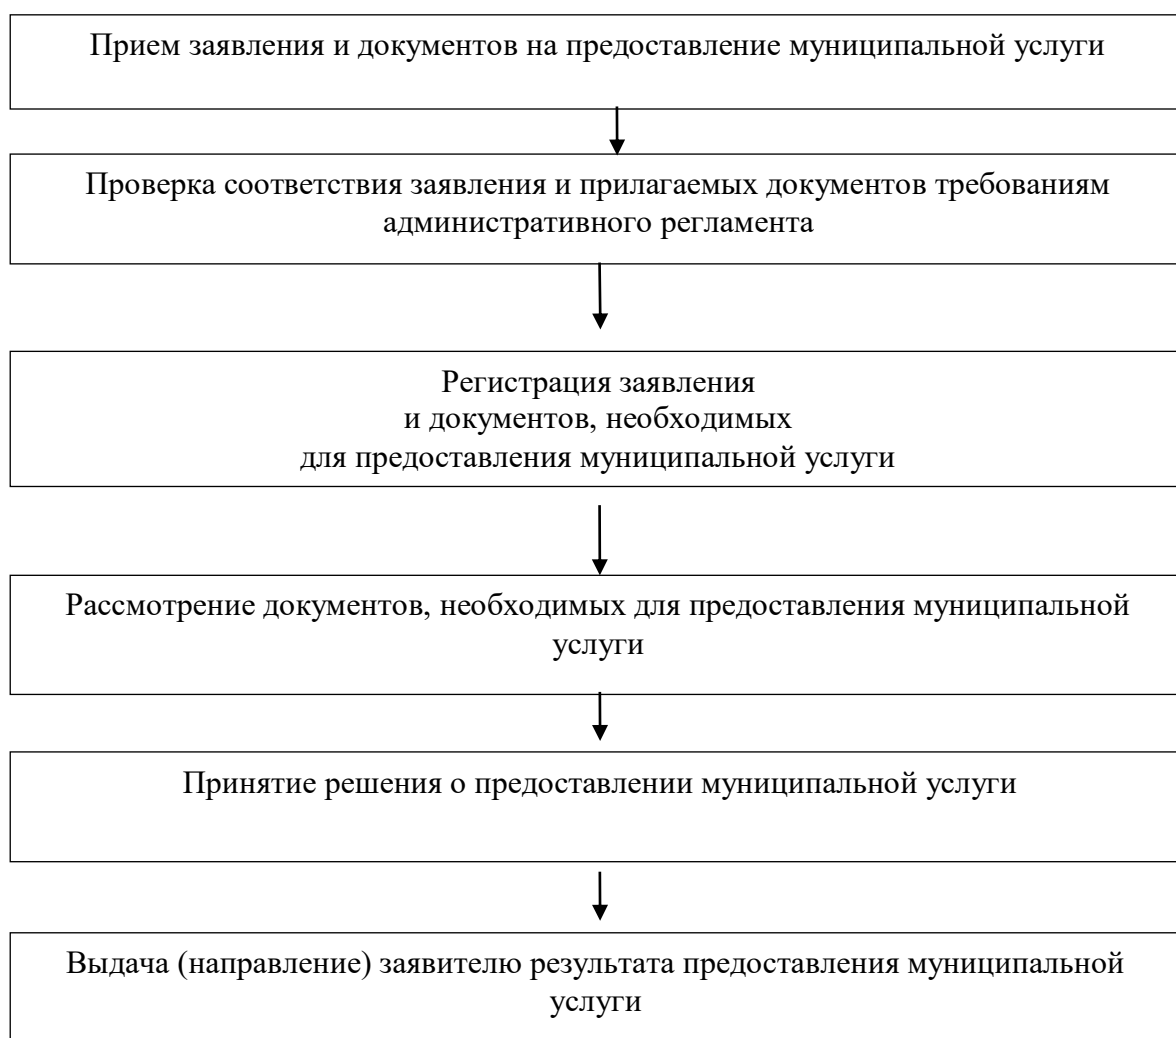 Прием заявления и документов на предоставление муниципальной услуги
Проверка соответствия заявления и прилагаемых документов требованиям
административного регламента
Регистрация заявления
и документов, необходимых
для предоставления муниципальной услуги
Рассмотрение документов, необходимых для предоставления муниципальной
услуги
Принятие решения о предоставлении муниципальной услуги
Выдача (направление) заявителю результата предоставления муниципальной
услуги